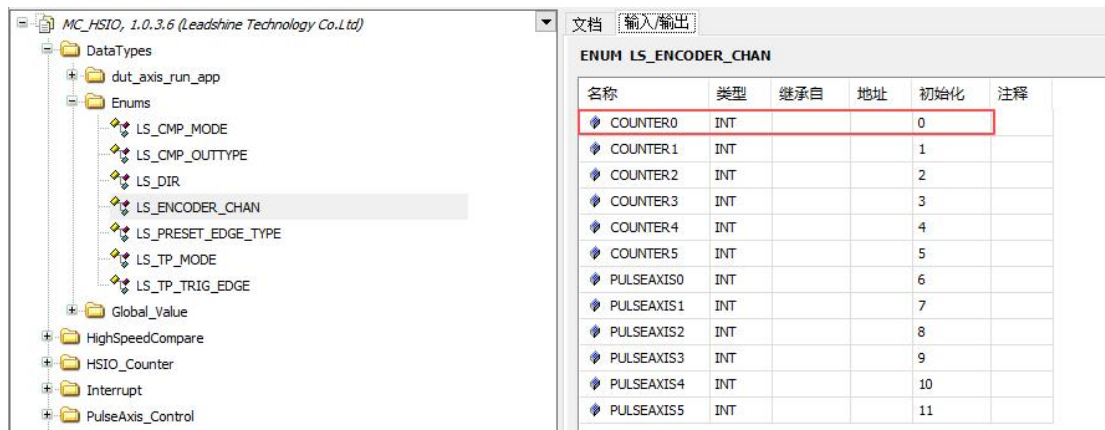 MC_HSIO, 1.0.3.6 (Leadshine Technology Co.Ltd)
DataTypes
dut_axis_run_app
Enums
LS_CMP_MODE
LS_CMP_OUTTYPE
LS_DIR
LS_ENCODER_CHAN
LS_PRESET_EDGE_TYPE
LS_TP_MODE
LS_TP_TRIG_EDGE
Global_Value
HighSpeedCompare
HSIO_Counter
Interrupt
PulseAxis_Control
文档 输入/输出
ENUM LS_ENCODER_CHAN
名称 类型 继承自 地址 初始化 注释
COUNTER0 INT 0
COUNTER1 INT 1
COUNTER2 INT 2
COUNTER3 INT 3
COUNTER4 INT 4
COUNTER5 INT 5
PULSEAXIS0 INT 6
PULSEAXIS1 INT 7
PULSEAXIS2 INT 8
PULSEAXIS3 INT 9
PULSEAXIS4 INT 10
PULSEAXIS5 INT 11